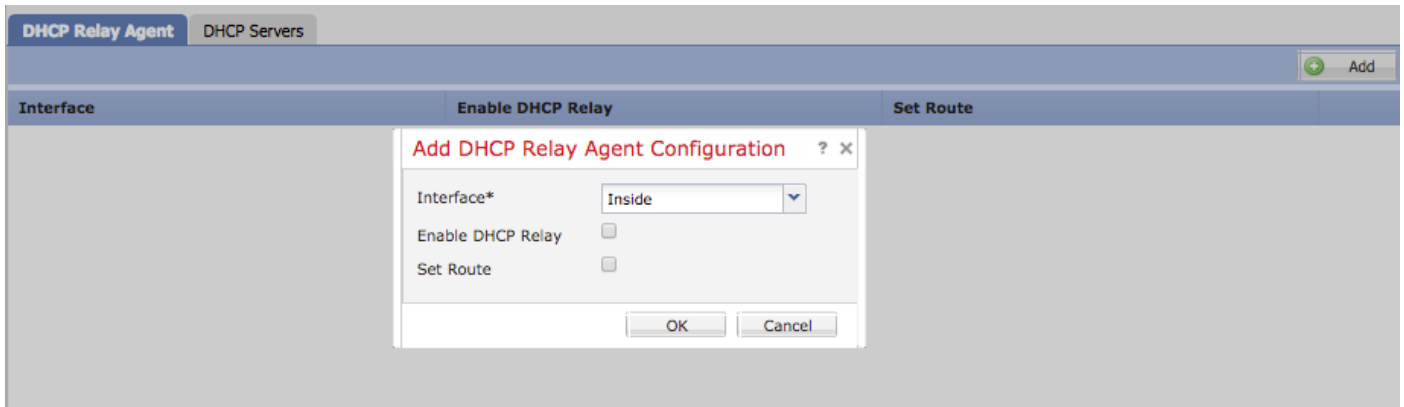 DHCP Relay Agent DHCP Servers
Add
Interface Enable DHCP Relay Set Route
Add DHCP Relay Agent Configuration ? ×
Interface* Inside
Enable DHCP Relay
Set Route
OK Cancel